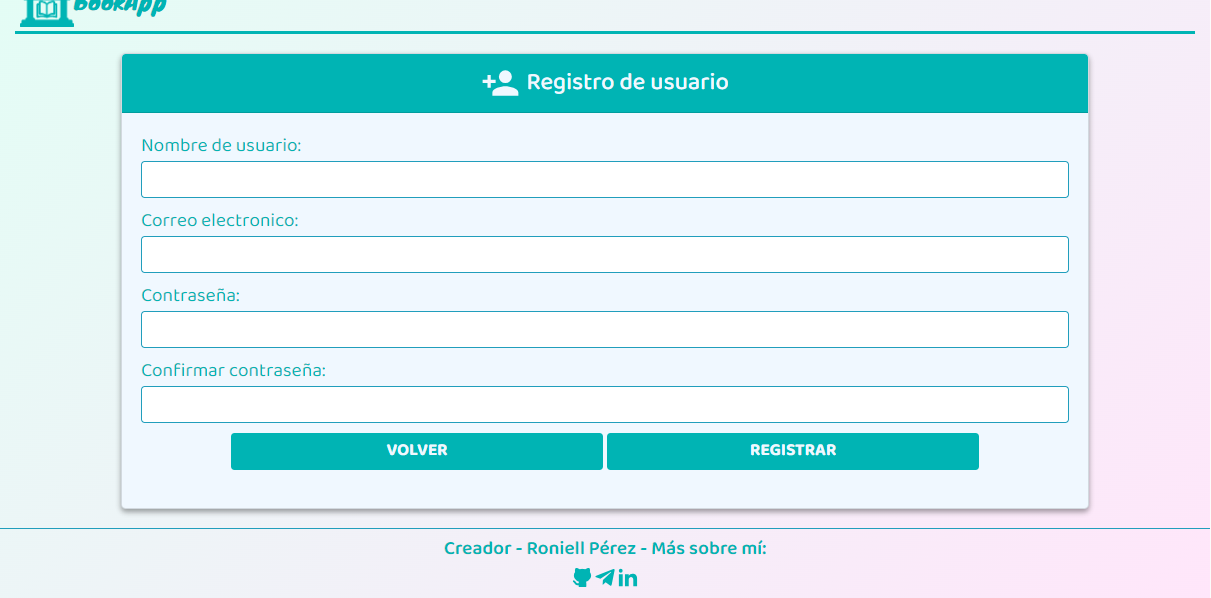 BookApp
Registro de usuario
Nombre de usuario:
Correo electronico:
Contraseña:
Confirmar contraseña:
VOLVER
REGISTRAR
Creador - Roniell Pérez - Más sobre mí:
in